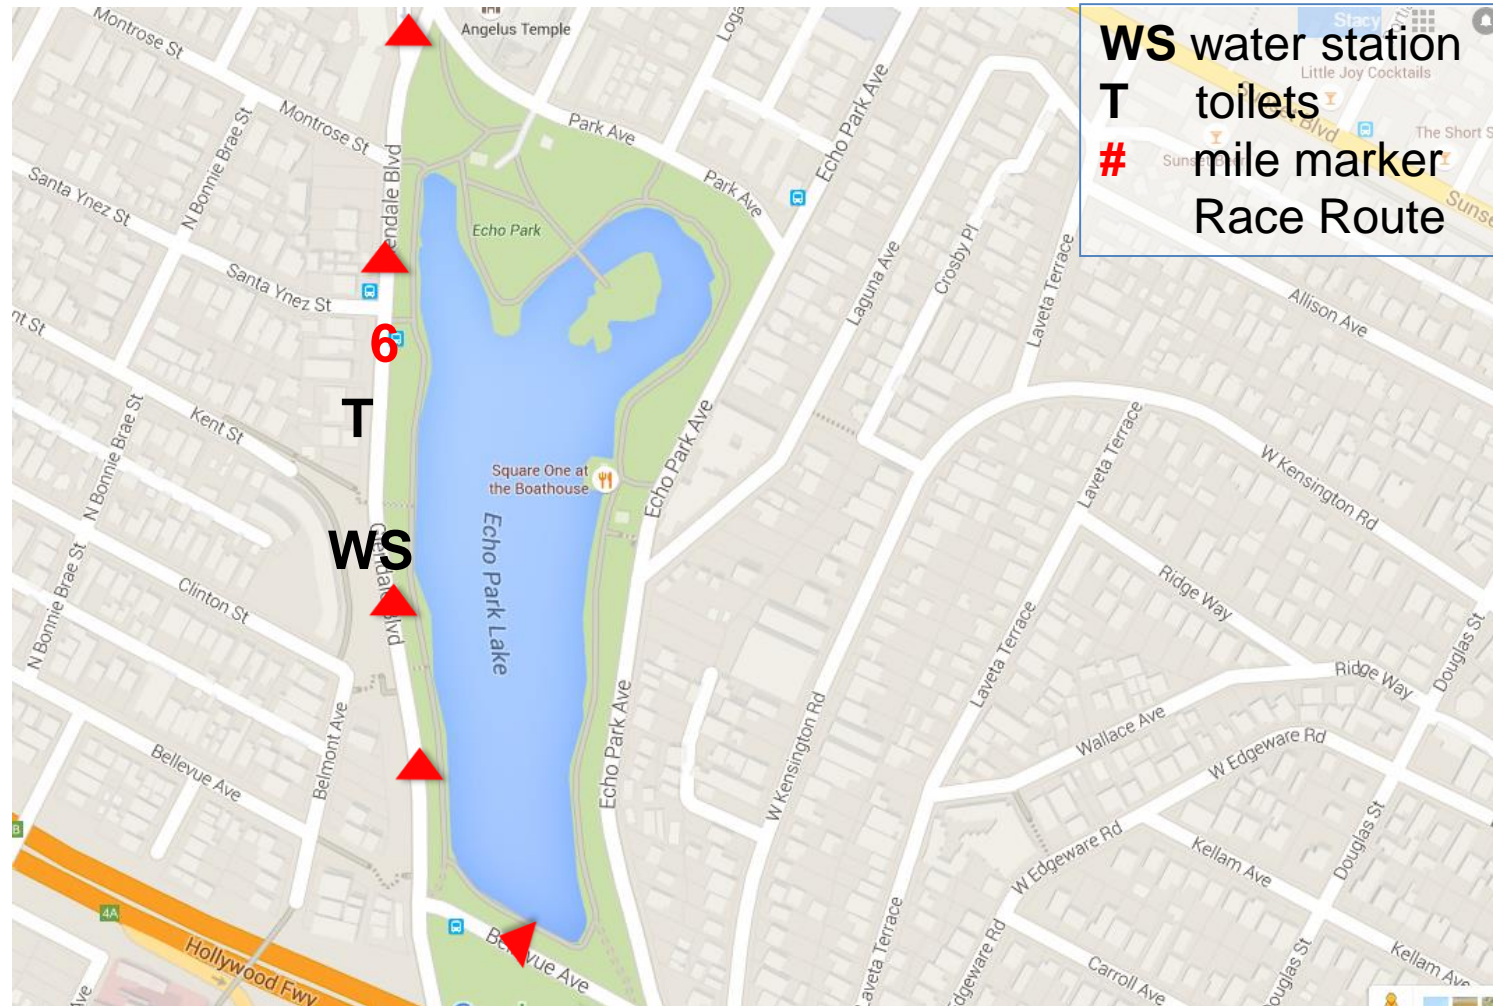 Montrose St
Angelus Temple
Stacy
WS water station
Little Joy Cocktails
T toilets
The Short S
# mile marker
Race Route
Montrose St
Park Ave
Echo Park Ave
N Bonnie Brae St
Santa Ynez St
Park Ave
Echo Park
Santa Ynez St
Laguna Ave
Crosby Pl
Laveta Terrace
Allison Ave
6
T
Kent St
N Bonnie Brae St
Echo Park Ave
Laveta Terrace
W Kensington Rd
Square One at
the Boathouse
WS
Echo Park Lake
N Bonnie Brae St
Clinton St
Ridge Way
Laveta Terrace
Ridge Way
Douglas St
Belmont Ave
Bellevue Ave
Echo Park Ave
W Kensington Rd
Wallace Ave
W Edgeware Rd
W Edgeware Rd
Kellam Ave
Douglas St
4A
Hollywood Fwy
Laveta Terrace
Carroll Ave
Kellam Ave